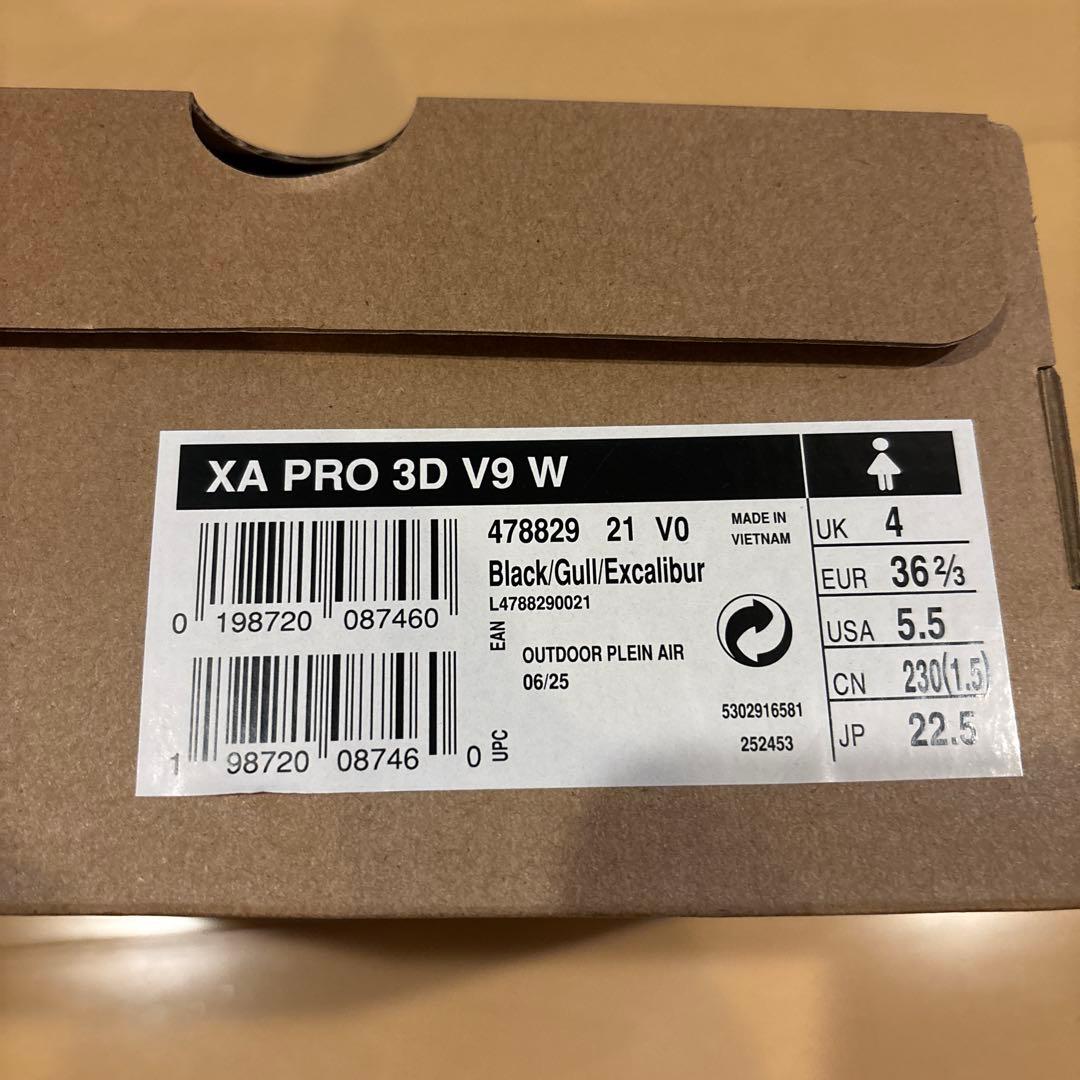 XA PRO 3D V9 W
478829 21 V0
Black/Gull/Excalibur
L4788290021
MADE IN
VIETNAM
0 198720 087460
EAN
OUTDOOR PLEIN AIR
06/25
1 98720 08746 0
UPC
5302916581
252453
UK 4
EUR 36 2/3
USA 5.5
CN 230(1.5)
JP 22.5